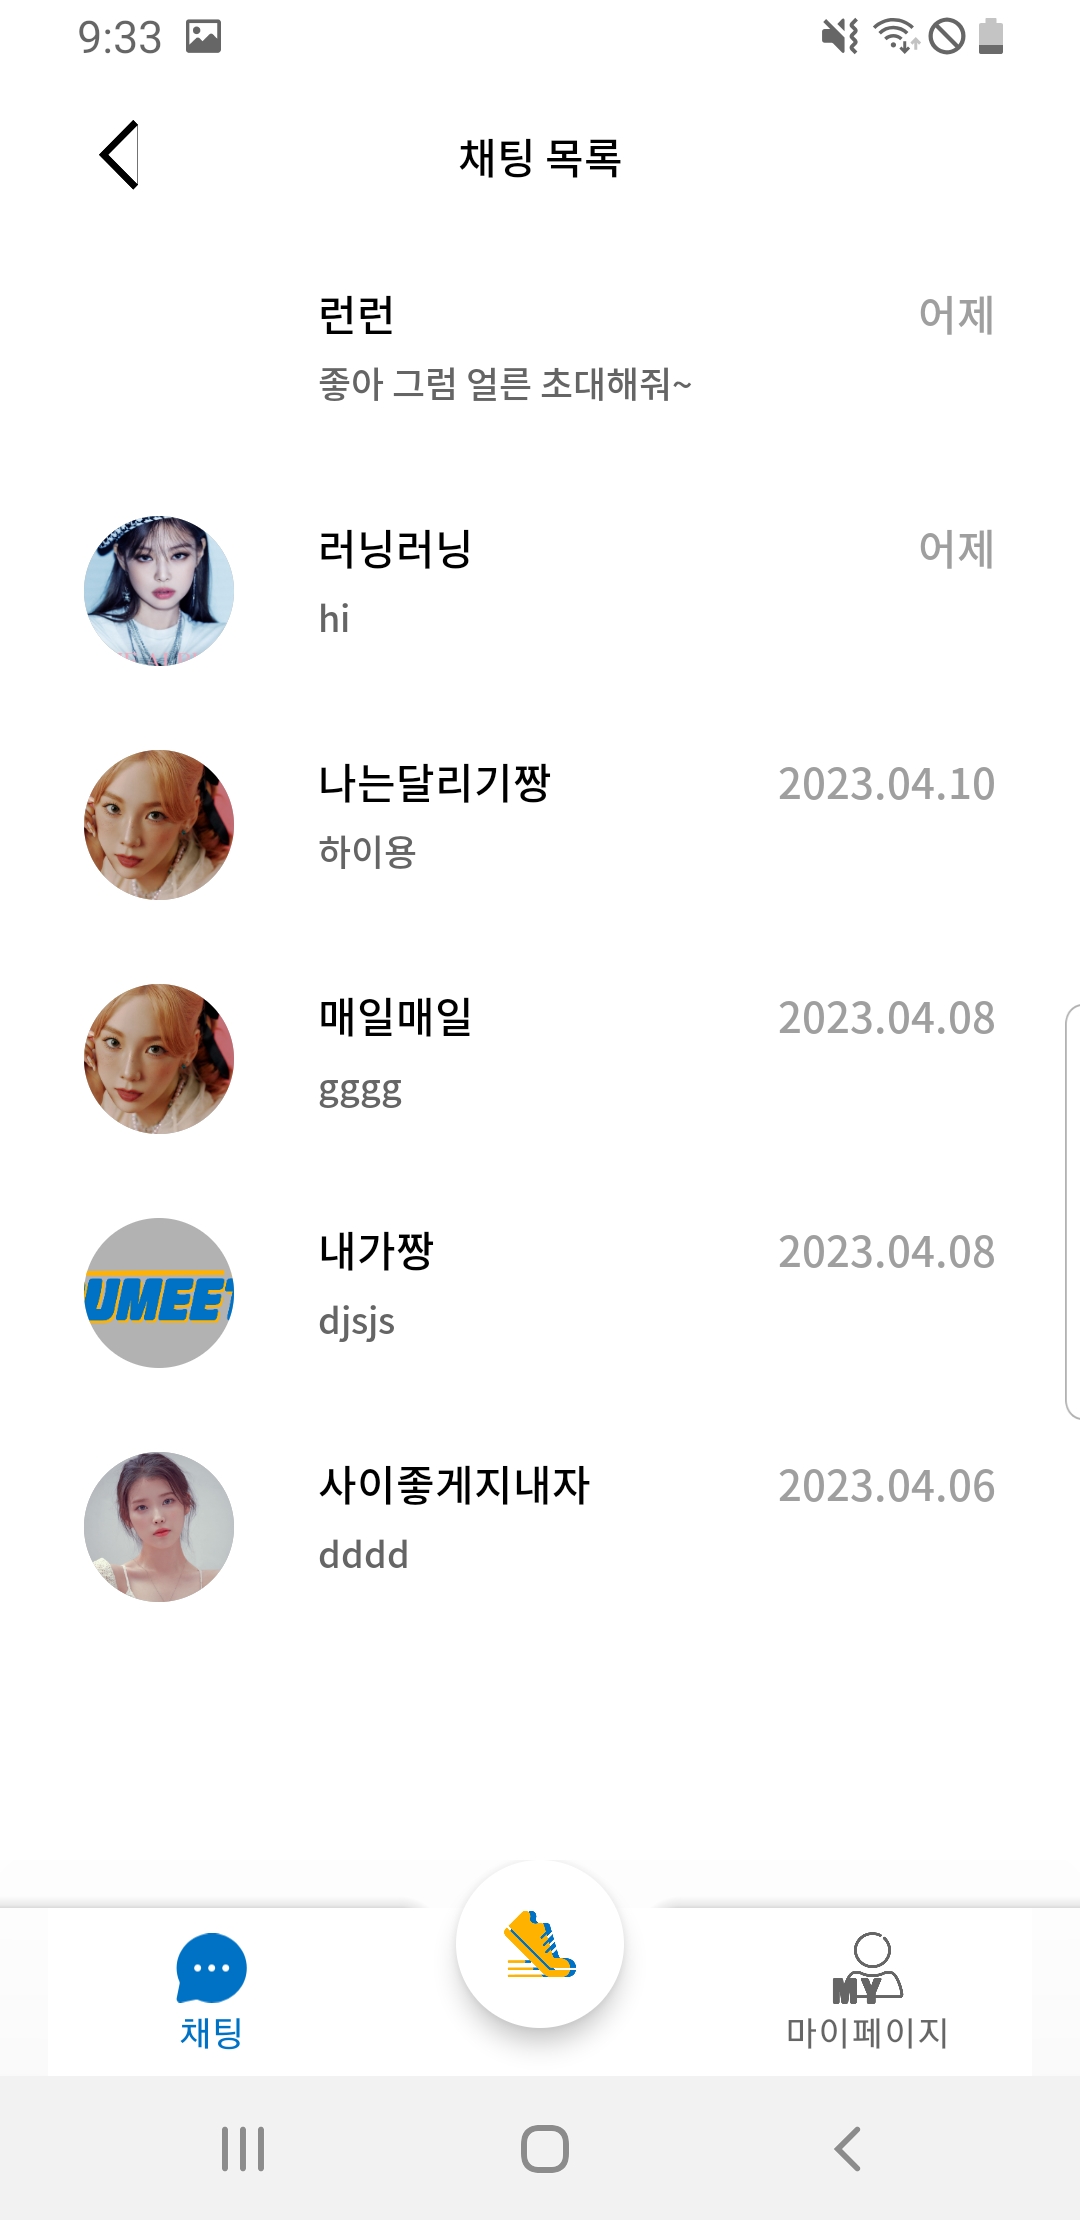 9:33
채팅 목록
런런 어제
좋아 그럼 얼른 초대해줘~
러닝러닝 어제
hi
나는달리기짱 2023.04.10
하이용
매일매일 2023.04.08
gggg
내가짱 2023.04.08
UMEE
djsjs
사이좋게지내자 2023.04.06
dddd
MY
채팅 마이페이지